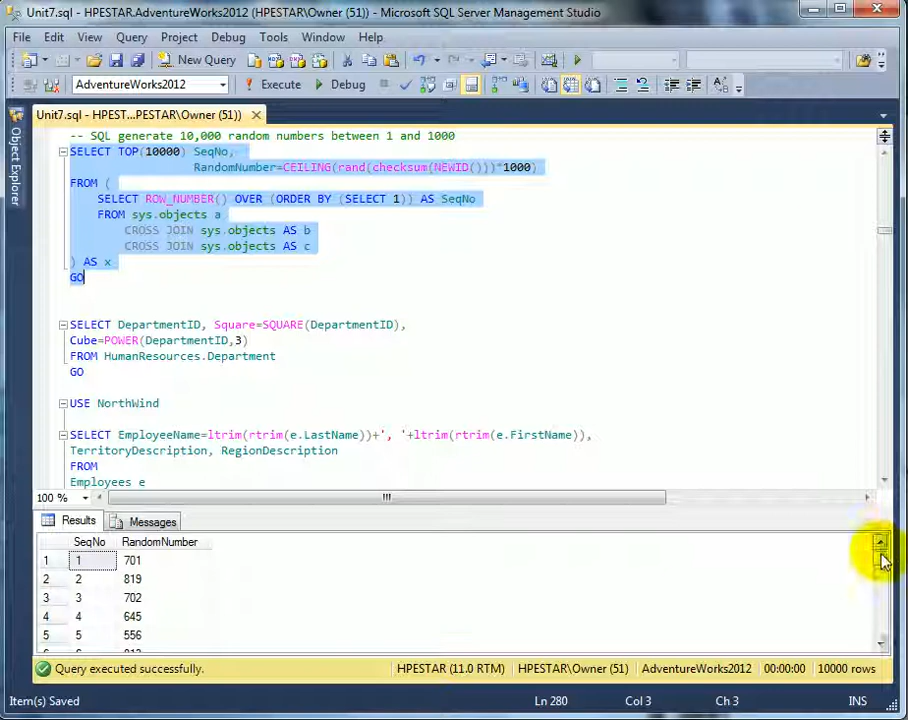 Unit7.sql - HPESTAR.AdventureWorks2012 (HPESTAR\Owner (51)) - Microsoft SQL Server Management Studio
File Edit View Query Project Debug Tools Window Help
New Query
AdventureWorks2012 Execute Debug
Unit7.sql - HPEST...PESTAR\Owner (51))
Object Explorer
-- SQL generate 10,000 random numbers between 1 and 1000
SELECT TOP(10000) SeqNo,
RandomNumber=CEILING(rand(checksum(NEWID()))*1000)
FROM (
SELECT ROW_NUMBER() OVER (ORDER BY (SELECT 1)) AS SeqNo
FROM sys.objects a
CROSS JOIN sys.objects AS b
CROSS JOIN sys.objects AS c
) AS x
GO
SELECT DepartmentID, Square=SQUARE(DepartmentID),
Cube=POWER(DepartmentID,3)
FROM HumanResources.Department
GO
USE NorthWind
SELECT EmployeeName=ltrim(rtrim(e.LastName))+', '+ltrim(rtrim(e.FirstName)),
TerritoryDescription, RegionDescription
FROM
Employees e
100 %
Results Messages
SeqNo RandomNumber
1 1 701
2 2 819
3 3 702
4 4 645
5 5 556
Query executed successfully. HPESTAR (11.0 RTM) HPESTAR\Owner (51) AdventureWorks2012 00:00:00 10000 rows
Item(s) Saved Ln 280 Col 3 Ch 3 INS